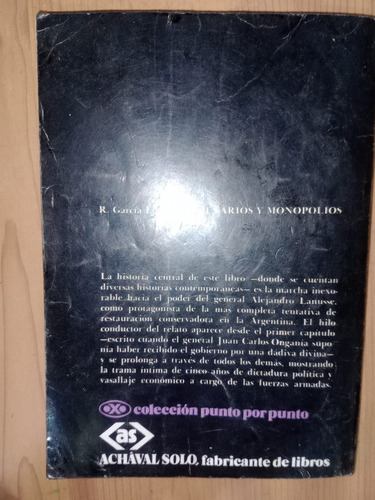 R. García ARIOS Y MONOPOLIOS
La historia central de este libro —donde se cuentan
diversas historias contemporáneas— es la marcha inexo-
rable hacia el poder del general Alejandro Lanusse,
como protagonista de la mas completa tentativa de
restauración conservadora en la Argentina. El hilo
conductor del relato aparece desde el primer capítulo
—escrito cuando el general Juan Carlos Onganía supo-
nía haber recibido el gobierno por una dádiva divina—
y se prolonga a través de todos los demás, mostrando
la trama íntima de cinco años de dictadura política y
vasallaje económico a cargo de las fuerzas armadas.
colección punto por punto
as
ACHÁVAL SOLO, fabricante de libros